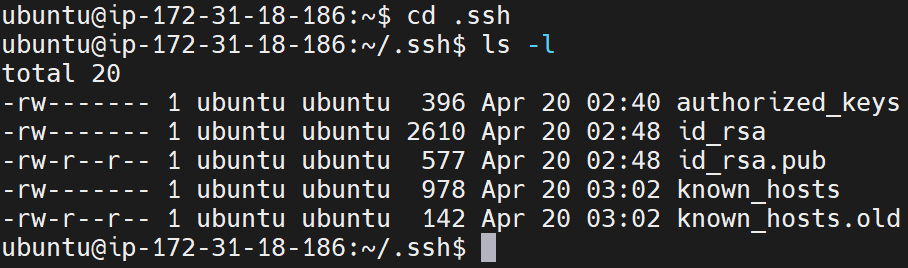 ubuntu@ip-172-31-18-186:~$ cd .ssh
ubuntu@ip-172-31-18-186:~/.ssh$ ls -l
total 20
-rw------- 1 ubuntu ubuntu  396 Apr 20 02:40 authorized_keys
-rw------- 1 ubuntu ubuntu 2610 Apr 20 02:48 id_rsa
-rw-r--r-- 1 ubuntu ubuntu  577 Apr 20 02:48 id_rsa.pub
-rw------- 1 ubuntu ubuntu  978 Apr 20 03:02 known_hosts
-rw-r--r-- 1 ubuntu ubuntu  142 Apr 20 03:02 known_hosts.old
ubuntu@ip-172-31-18-186:~/.ssh$